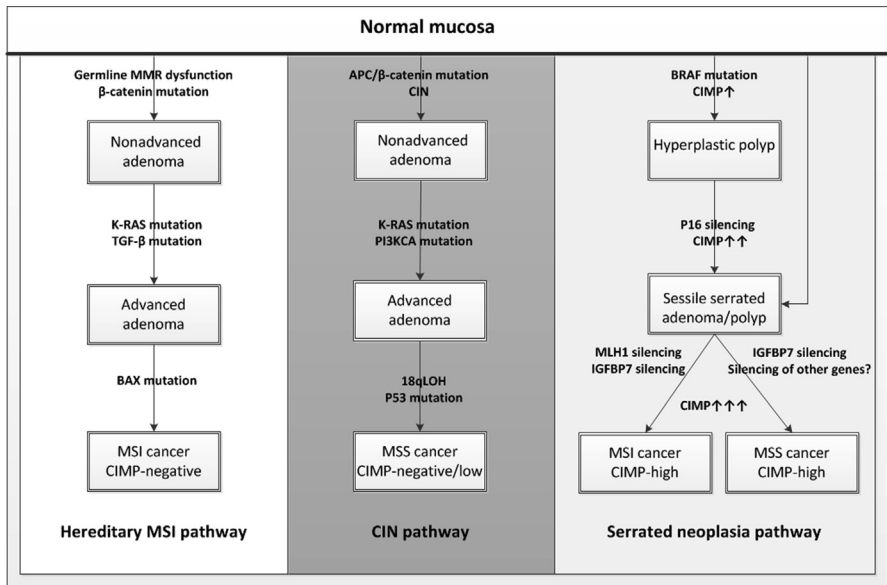 Normal mucosa
Germline MMR dysfunction
β-catenin mutation
Nonadvanced
adenoma
K-RAS mutation
TGF-β mutation
Advanced
adenoma
BAX mutation
MSI cancer
CIMP-negative
Hereditary MSI pathway
APC/β-catenin mutation
CIN
Nonadvanced
adenoma
K-RAS mutation
PI3KCA mutation
Advanced
adenoma
18qLOH
P53 mutation
MSS cancer
CIMP-negative/low
CIN pathway
BRAF mutation
CIMP↑
Hyperplastic polyp
P16 silencing
CIMP↑↑
Sessile serrated
adenoma/polyp
MLH1 silencing
IGFBP7 silencing
IGFBP7 silencing
Silencing of other genes?
CIMP↑↑↑
MSI cancer
CIMP-high
MSS cancer
CIMP-high
Serrated neoplasia pathway